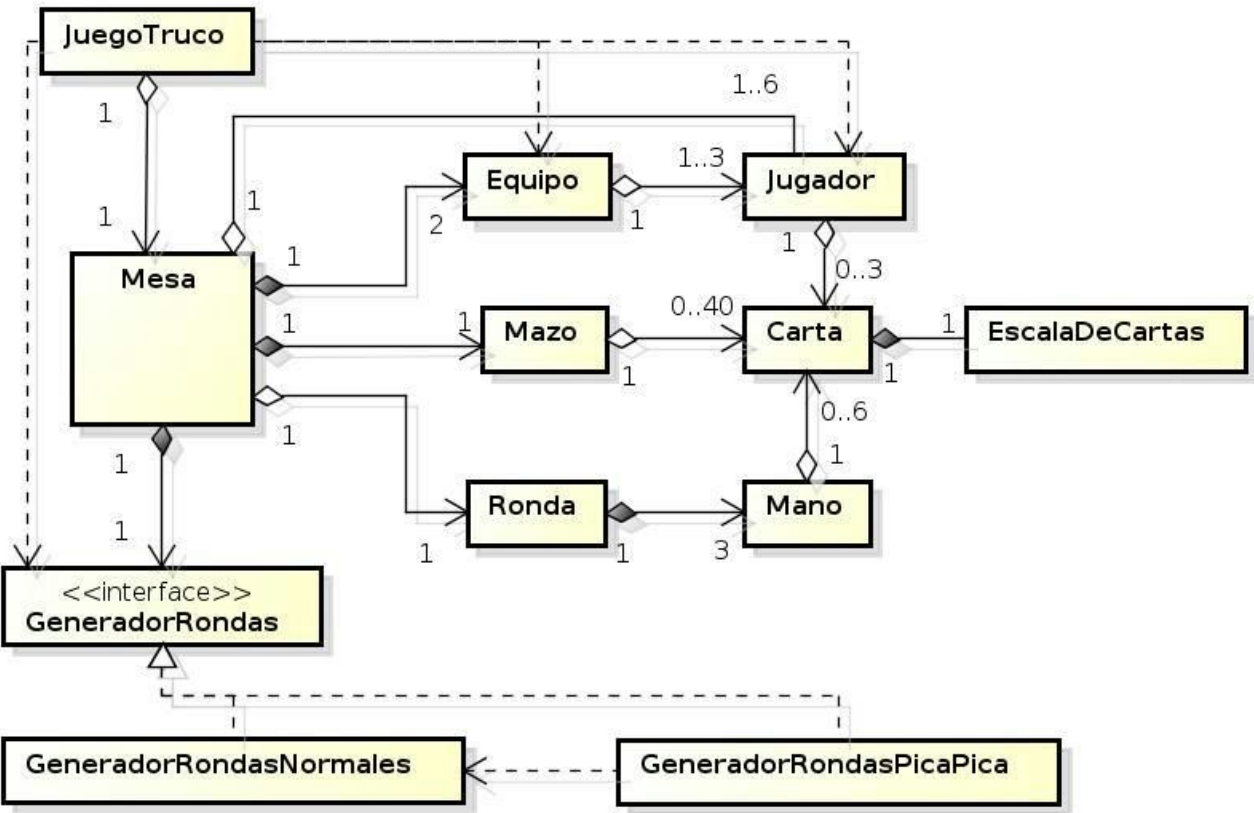 JuegoTruco
1
1..6
1..3
Equipo
Jugador
1
1
2
1
1
1
0..3
Mesa
1
1
0..40
Mazo
Carta
1
EscalaDeCartas
1
1
0..6
1
1
1
Ronda
Mano
1
1
1
3
<<interface>>
GeneradorRondas
GeneradorRondasNormales
GeneradorRondasPicaPica